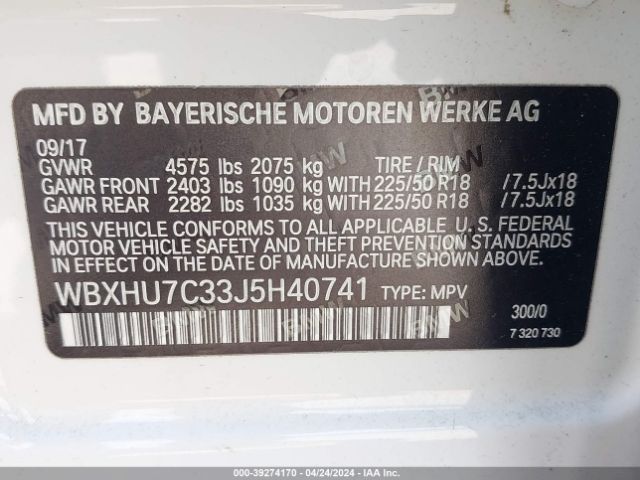 MFD BY BAYERISCHE MOTOREN WERKE AG
09/17
GVWR 4575 lbs 2075 kg TIRE / RIM
GAWR FRONT 2403 lbs 1090 kg WITH 225/50 R18 /7.5Jx18
GAWR REAR 2282 lbs 1035 kg WITH 225/50 R18 /7.5Jx18
THIS VEHICLE CONFORMS TO ALL APPLICABLE U. S. FEDERAL
MOTOR VEHICLE SAFETY AND THEFT PREVENTION STANDARDS
IN EFFECT ON THE DATE OF MANUFACTURE SHOWN ABOVE.
WBXHU7C33J5H40741 TYPE: MPV
300/0
7 320 730
000-39274170 - 04/24/2024 - IAAI.COM